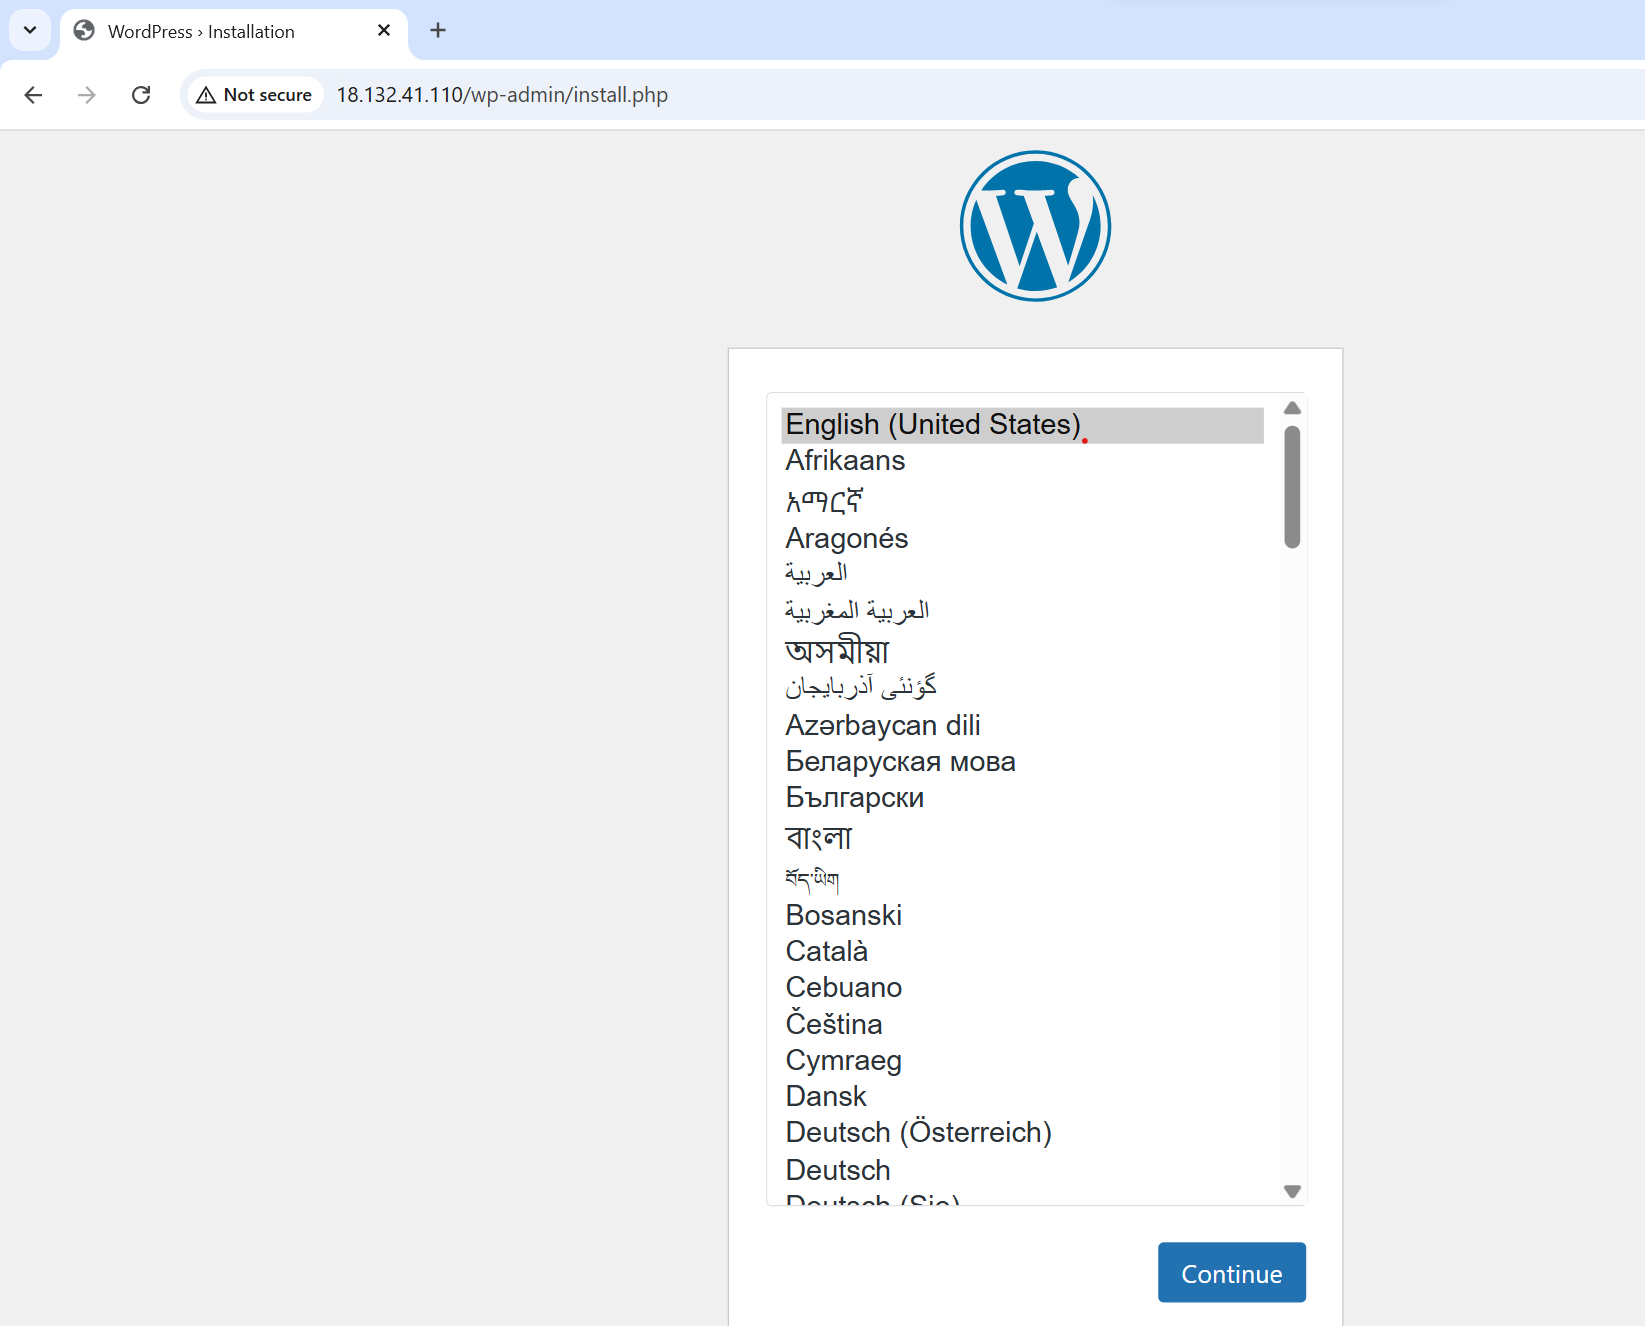 WordPress › Installation
Not secure
18.132.41.110/wp-admin/install.php
English (United States)
Afrikaans
አማርኛ
Aragonés
العربية
العربية المغربية
অসমীয়া
گؤنئی آذربایجان
Azərbaycan dili
Беларуская мова
Български
বাংলা
བོད་ཡིག
Bosanski
Català
Cebuano
Čeština
Cymraeg
Dansk
Deutsch (Österreich)
Deutsch
Deutsch (Sie)
Continue